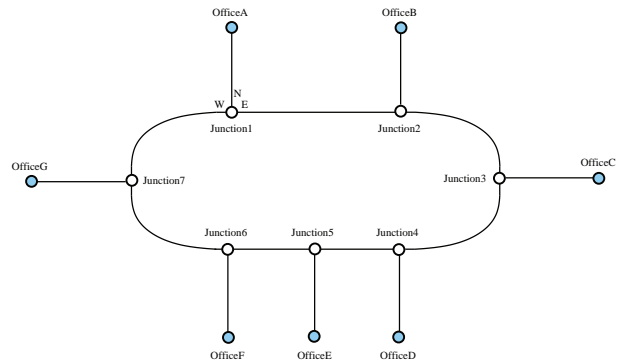 OfficeA
OfficeB
N
W E
Junction1
Junction2
OfficeG
OfficeC
Junction7
Junction3
Junction6
Junction5
Junction4
OfficeF
OfficeE
OfficeD